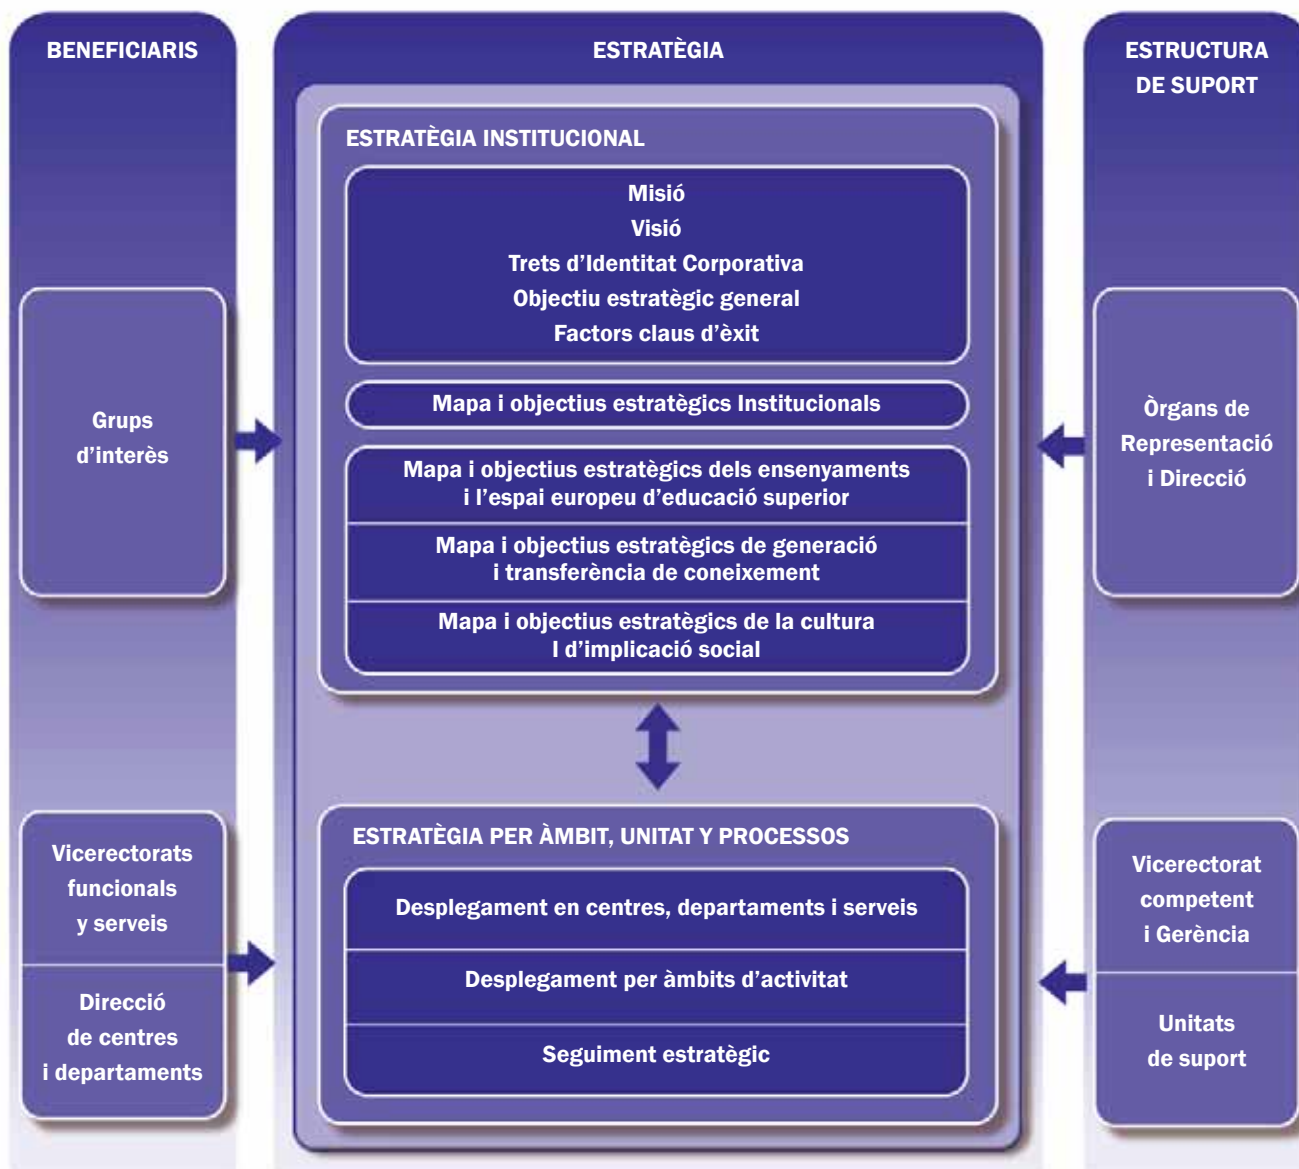 BENEFICIARIS
Grups
d’interès
Vicerectorats
funcionals
y serveis
Direcció
de centres
i departaments
ESTRATÈGIA
ESTRATÈGIA INSTITUCIONAL
Misió
Visió
Trets d’Identitat Corporativa
Objectiu estratègic general
Factors claus d’èxit
Mapa i objectius estratègics Institucionals
Mapa i objectius estratègics dels ensenyaments
i l’espai europeu d’educació superior
Mapa i objectius estratègics de generació
i transferència de coneixement
Mapa i objectius estratègics de la cultura
I d’implicació social
ESTRATÈGIA PER ÀMBIT, UNITAT Y PROCESSOS
Desplegament en centres, departaments i serveis
Desplegament per àmbits d’activitat
Seguiment estratègic
ESTRUCTURA
DE SUPORT
Òrgans de
Representació
i Direcció
Vicerectorat
competent
i Gerència
Unitats
de suport